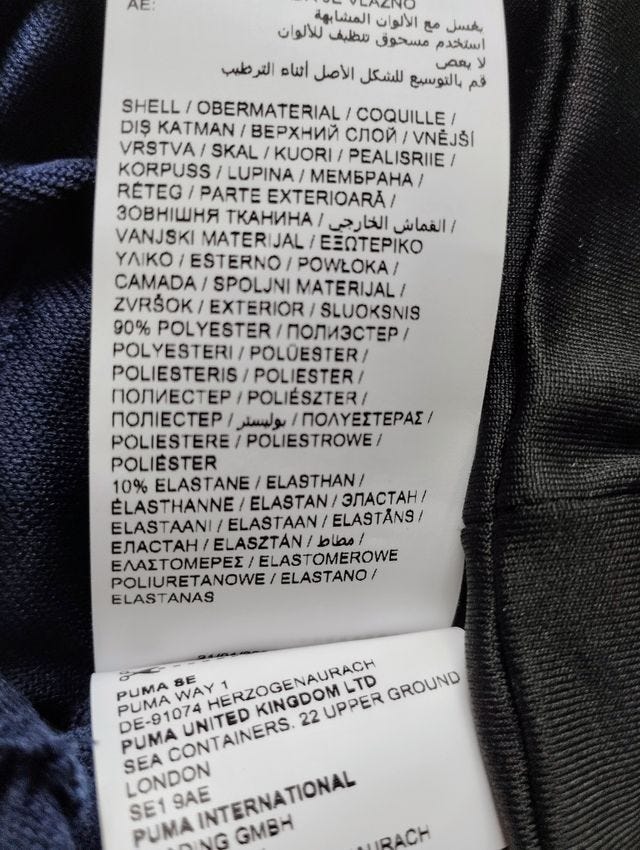 AE:
JE VLAŽNO
يغسل مع الألوان المشابهة
استخدم مسحوق تنظيف للألوان
لا يعصر
قم بالتوسيع للشكل الأصل أثناء الترطيب
SHELL / OBERMATERIAL / COQUILLE /
DIŞ KATMAN / ВЕРХНИЙ СЛОЙ / VNĚJŠÍ
VRSTVA / SKAL / KUORI / PEALISRIIE /
KORPUSS / LUPINA / МЕМБРАНА /
RÉTEG / PARTE EXTERIOARĂ /
ЗОВНІШНЯ ТКАНИНА / القماش الخارجي /
VANJSKI MATERIJAL / ΕΞΩΤΕΡΙΚΟ
ΥΛΙΚΟ / ESTERNO / POWŁOKA /
CAMADA / SPOLJNI MATERIJAL /
ZVRŠOK / EXTERIOR / SLUOKSNIS
90% POLYESTER / ПОЛИЭСТЕР /
POLYESTERI / POLÜESTER /
POLIESTERIS / POLIESTER /
ПОЛИЕСТЕР / POLIÉSZTER /
ПОЛІЕСТЕР / بوليستر / ΠΟΛΥΕΣΤΕΡΑΣ /
POLIESTERE / POLIESTROWE /
POLIÉSTER
10% ELASTANE / ELASTHAN /
ÉLASTHANNE / ELASTAN / ЭЛАСТАН /
ELASTAANI / ELASTAAN / ELASTĀNS /
ЕЛАСТАН / ELASZTÁN / مطاط /
ΕΛΑΣΤΟΜΕΡΕΣ / ELASTOMEROWE
POLIURETANOWE / ELASTANO /
ELASTANAS
PUMA SE
PUMA WAY 1
DE-91074 HERZOGENAURACH
PUMA UNITED KINGDOM LTD
SEA CONTAINERS. 22 UPPER GROUND
LONDON
SE1 9AE
PUMA INTERNATIONAL
ADING GMBH
AURACH